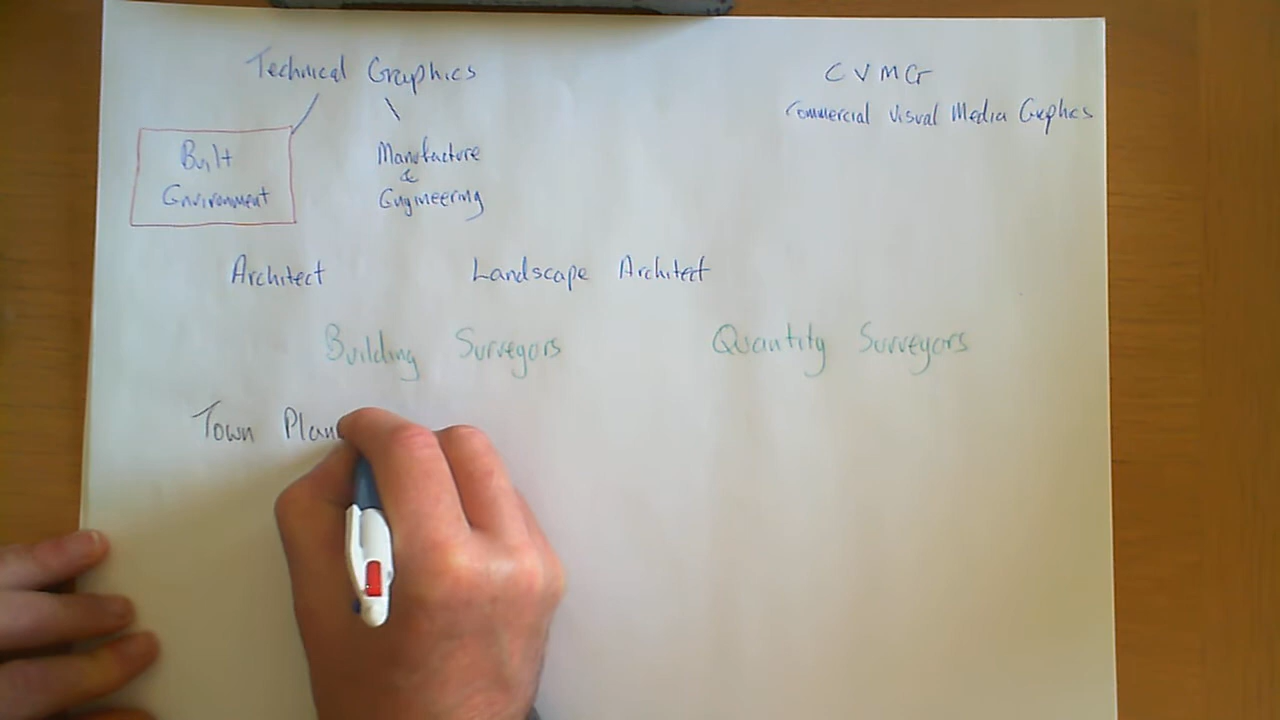 Technical Graphics
CVMG
Commercial Visual Media Graphics
Built
Environment
Manufacture
&
Engineering
Architect
Landscape Architect
Building Surveyors
Quantity Surveyors
Town Plann